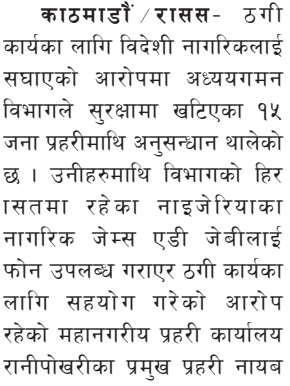 काठमाडौं / रासस- ठगी
कार्यका लागि विदेशी नागरिकलाई
सघाएको आरोपमा अध्ययगमन
विभागले सुरक्षामा खटिएका १५
जना प्रहरीमाथि अनुसन्धान थालेको
छ । उनीहरुमाथि विभागको हिर
ासतमा रहेका नाइजेरियाका
नागरिक जेम्स एडी जेबीलाई
फोन उपलब्ध गराएर ठगी कार्यका
लागि सहयोग गरेको आरोप
रहेको महानगरीय प्रहरी कार्यालय
रानीपोखरीका प्रमुख प्रहरी नायब